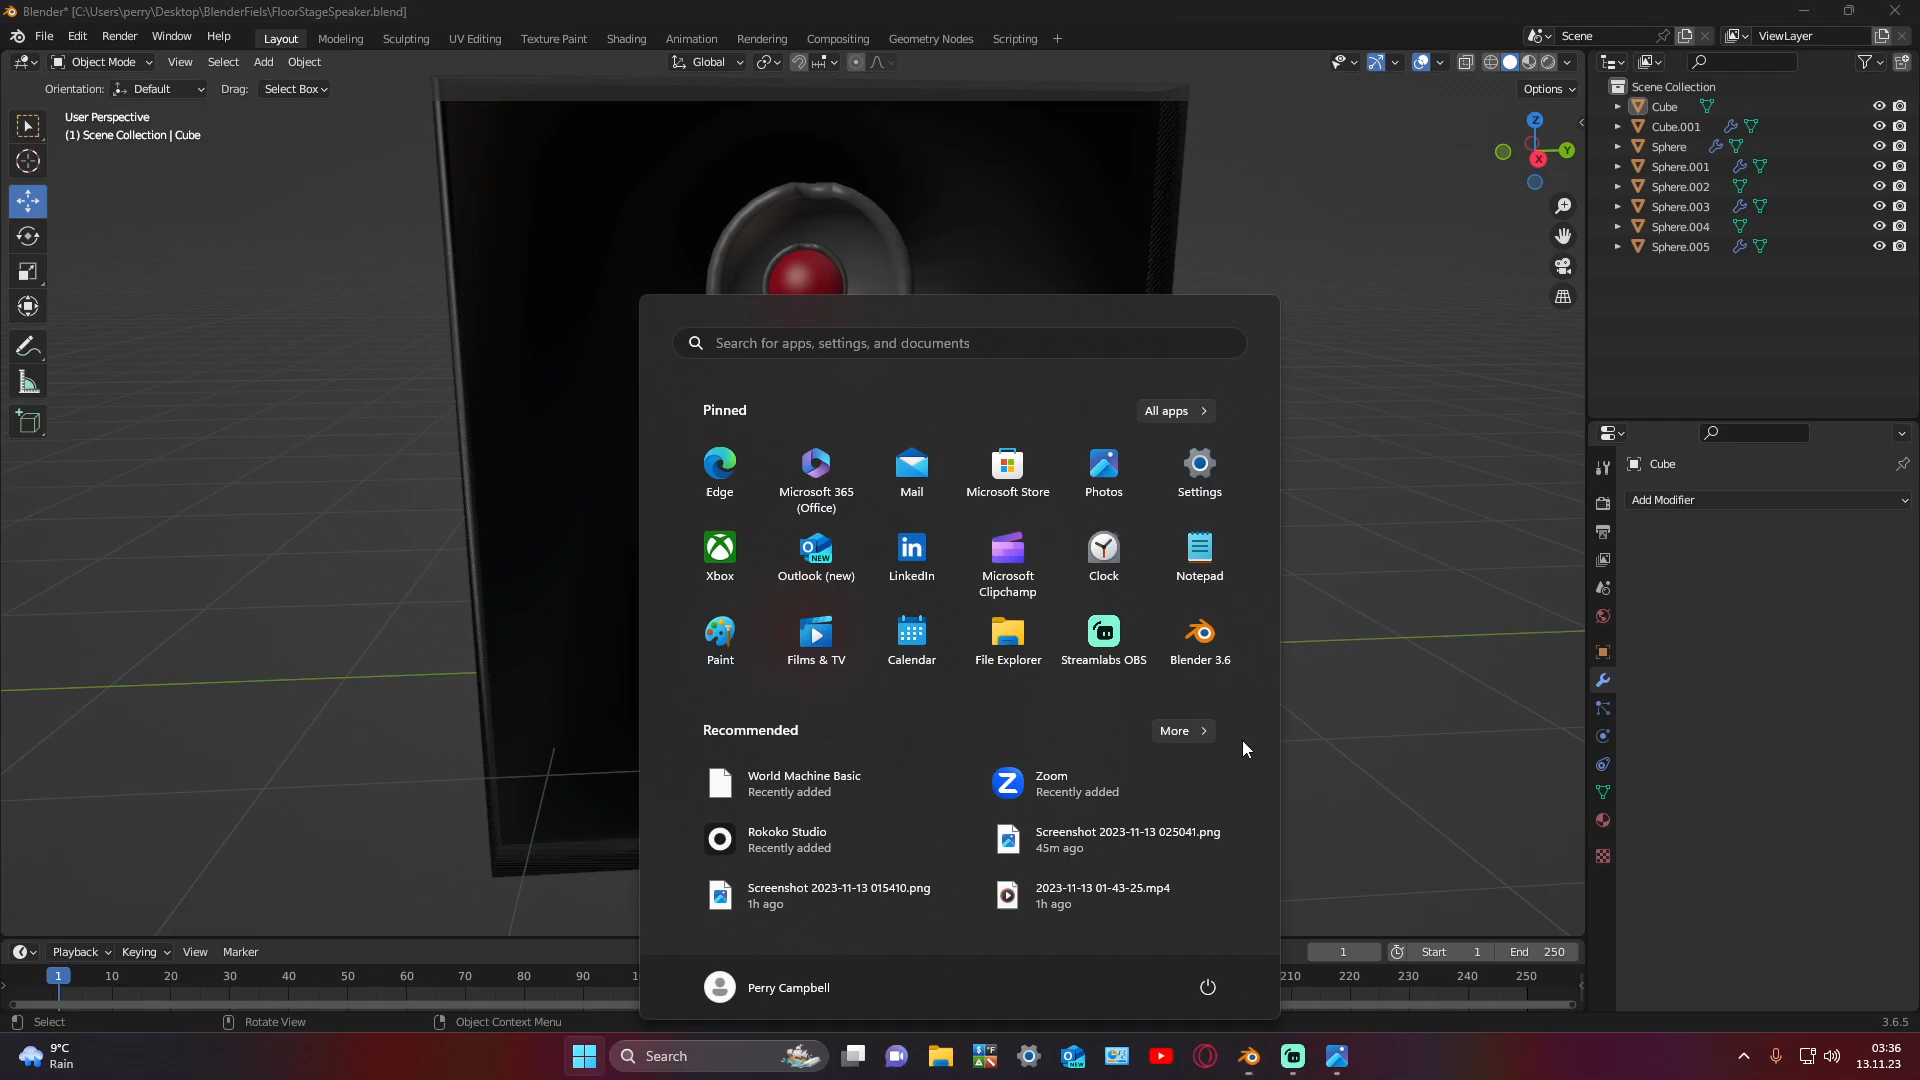 Blender* [C:\Users\perry\Desktop\BlenderFiels\FloorStageSpeaker.blend]
File Edit Render Window Help Layout Modeling Sculpting UV Editing Texture Paint Shading Animation Rendering Compositing Geometry Nodes Scripting + Scene ViewLayer
Object Mode View Select Add Object Global
Orientation: Default Drag: Select Box Options
User Perspective
(1) Scene Collection | Cube
Z
Y
X
Scene Collection
Cube
Cube.001
Sphere
Sphere.001
Sphere.002
Sphere.003
Sphere.004
Sphere.005
Cube
Add Modifier
Search for apps, settings, and documents
Pinned All apps >
Edge Microsoft 365 (Office) Mail Microsoft Store Photos Settings
Xbox Outlook (new) LinkedIn Microsoft Clipchamp Clock Notepad
Paint Films & TV Calendar File Explorer Streamlabs OBS Blender 3.6
Recommended More >
World Machine Basic
Recently added
Zoom
Recently added
Rokoko Studio
Recently added
Screenshot 2023-11-13 025041.png
45m ago
Screenshot 2023-11-13 015410.png
1h ago
2023-11-13 01-43-25.mp4
1h ago
Perry Campbell
Playback Keying View Marker 1 Start 1 End 250
1 10 20 30 40 50 60 70 80 90 210 220 230 240 250
Select Rotate View Object Context Menu 3.6.5
9°C
Rain
Search
03:36
13.11.23